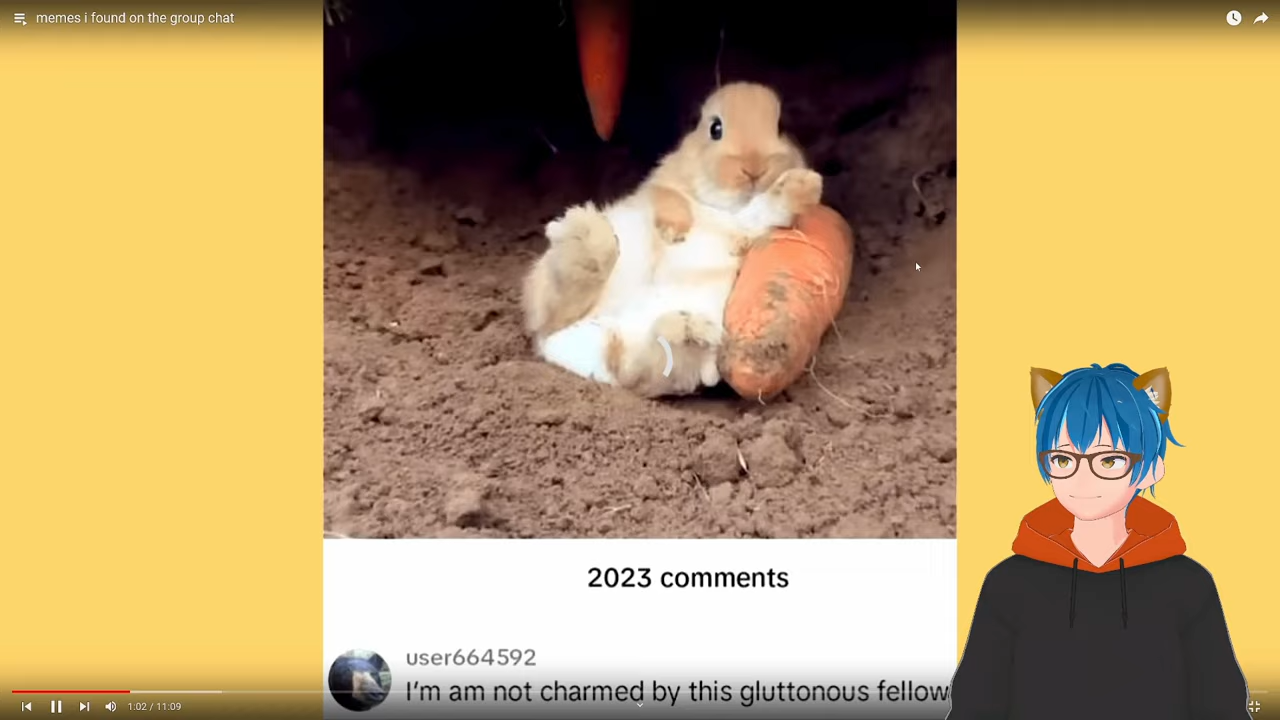 memes i found on the group chat
2023 comments
user664592
I'm am not charmed by this gluttonous fellow
1:02 / 11:09